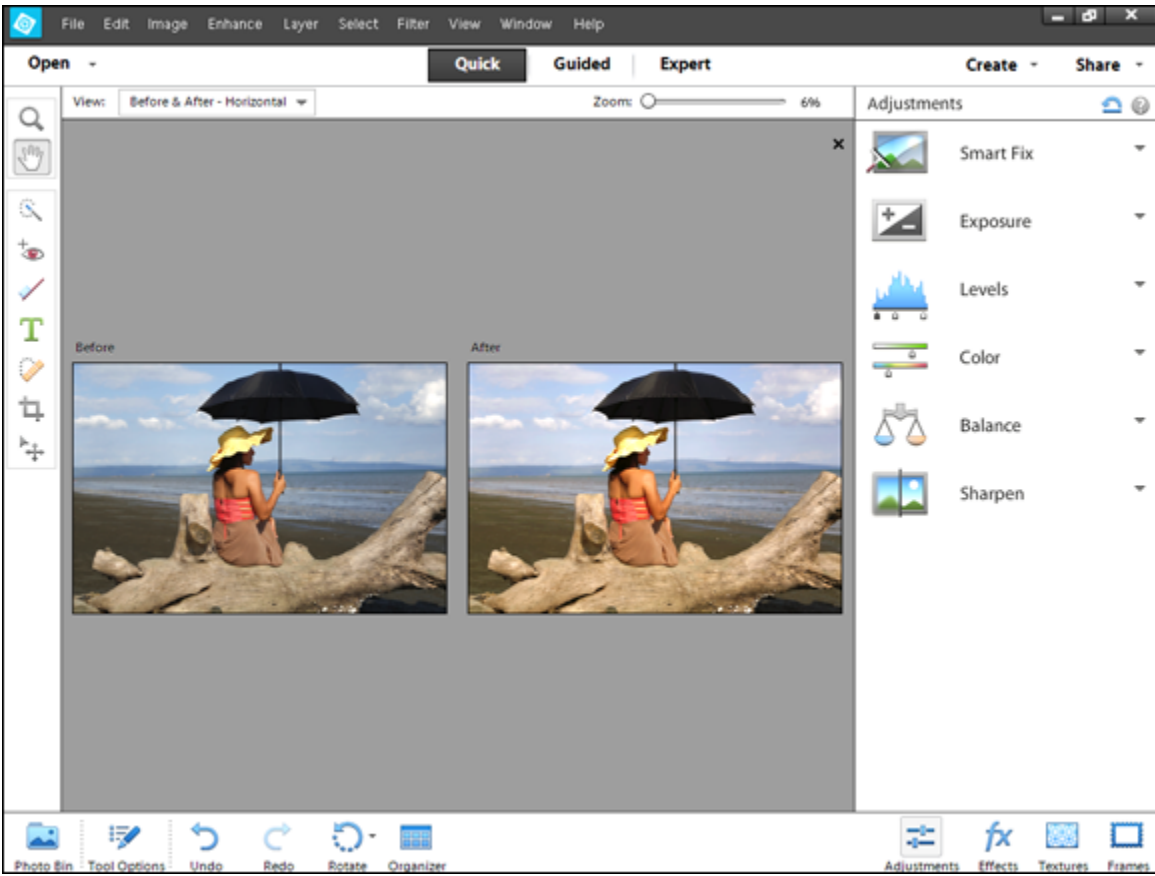 File Edit Image Enhance Layer Select Filter View Window Help
Open Quick Guided Expert Create Share
View: Before & After - Horizontal Zoom: 6% Adjustments
Smart Fix
Exposure
Levels
Color
Balance
Sharpen
Before After
Photo Bin Tool Options Undo Redo Rotate Organizer Adjustments Effects Textures Frames